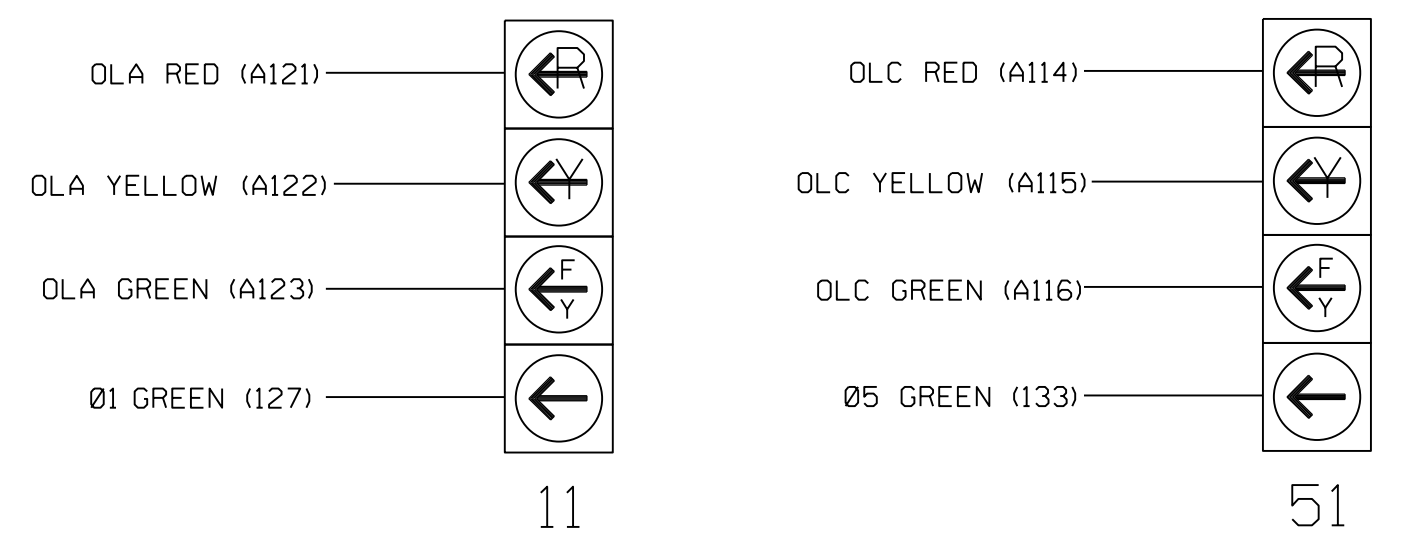 OLA RED (A121)
R
OLA YELLOW (A122)
Y
OLA GREEN (A123)
F
Y
Ø1 GREEN (127)
11
OLC RED (A114)
R
OLC YELLOW (A115)
Y
OLC GREEN (A116)
F
Y
Ø5 GREEN (133)
51